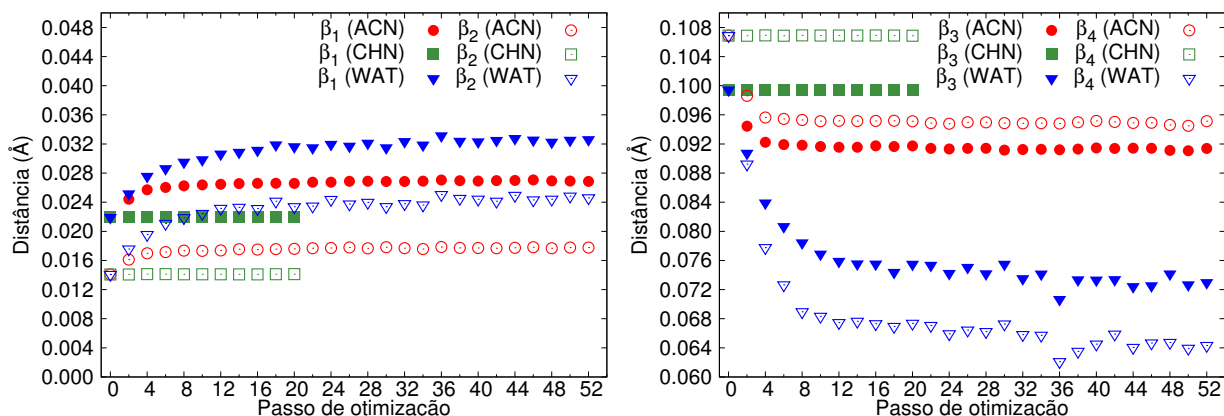 0.048
0.044
0.040
0.036
0.032
0.028
0.024
0.020
0.016
0.012
0.008
0.004
0.000
Distância (Å)
β1 (ACN) β2 (ACN)
β1 (CHN) β2 (CHN)
β1 (WAT) β2 (WAT)
0 4 8 12 16 20 24 28 32 36 40 44 48 52
Passo de otimização
0.108
0.104
0.100
0.096
0.092
0.088
0.084
0.080
0.076
0.072
0.068
0.064
0.060
Distância (Å)
β3 (ACN) β4 (ACN)
β3 (CHN) β4 (CHN)
β3 (WAT) β4 (WAT)
0 4 8 12 16 20 24 28 32 36 40 44 48 52
Passo de otimização